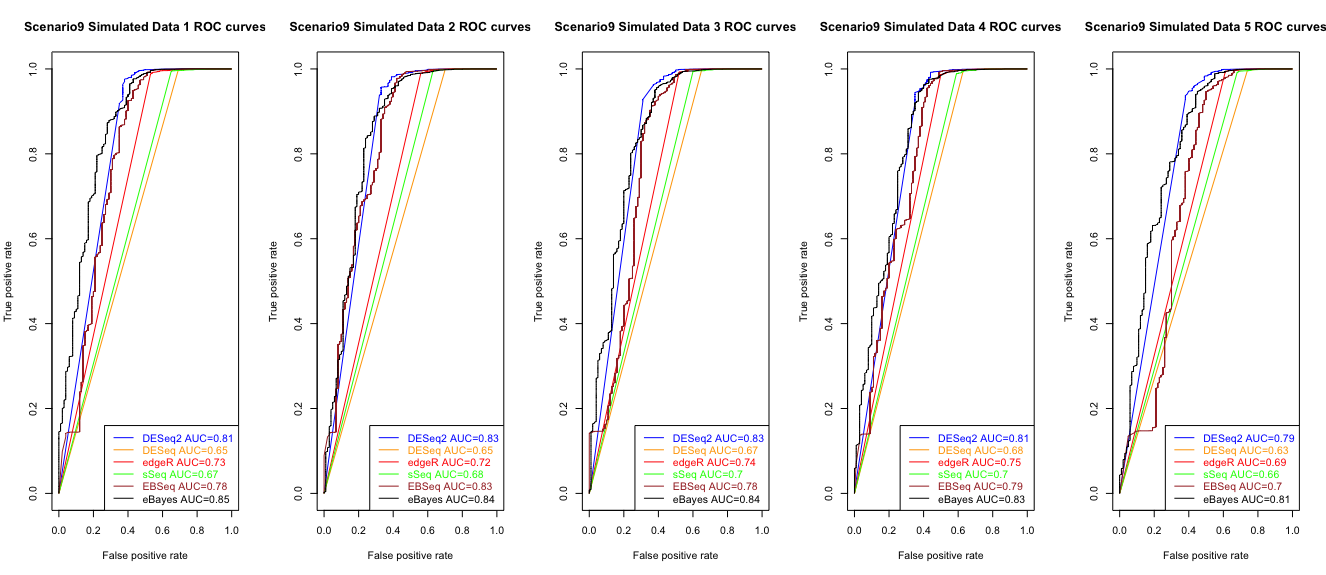 Scenario9 Simulated Data 1 ROC curves
True positive rate
1.0
0.8
0.6
0.4
0.2
0.0
DESeq2 AUC=0.81
DESeq AUC=0.65
edgeR AUC=0.73
sSeq AUC=0.67
EBSeq AUC=0.78
eBayes AUC=0.85
0.0 0.2 0.4 0.6 0.8 1.0
False positive rate
Scenario9 Simulated Data 2 ROC curves
True positive rate
1.0
0.8
0.6
0.4
0.2
0.0
DESeq2 AUC=0.83
DESeq AUC=0.65
edgeR AUC=0.72
sSeq AUC=0.68
EBSeq AUC=0.83
eBayes AUC=0.84
0.0 0.2 0.4 0.6 0.8 1.0
False positive rate
Scenario9 Simulated Data 3 ROC curves
True positive rate
1.0
0.8
0.6
0.4
0.2
0.0
DESeq2 AUC=0.83
DESeq AUC=0.67
edgeR AUC=0.74
sSeq AUC=0.7
EBSeq AUC=0.78
eBayes AUC=0.84
0.0 0.2 0.4 0.6 0.8 1.0
False positive rate
Scenario9 Simulated Data 4 ROC curves
True positive rate
1.0
0.8
0.6
0.4
0.2
0.0
DESeq2 AUC=0.81
DESeq AUC=0.68
edgeR AUC=0.75
sSeq AUC=0.7
EBSeq AUC=0.79
eBayes AUC=0.83
0.0 0.2 0.4 0.6 0.8 1.0
False positive rate
Scenario9 Simulated Data 5 ROC curves
True positive rate
1.0
0.8
0.6
0.4
0.2
0.0
DESeq2 AUC=0.79
DESeq AUC=0.63
edgeR AUC=0.69
sSeq AUC=0.66
EBSeq AUC=0.7
eBayes AUC=0.81
0.0 0.2 0.4 0.6 0.8 1.0
False positive rate